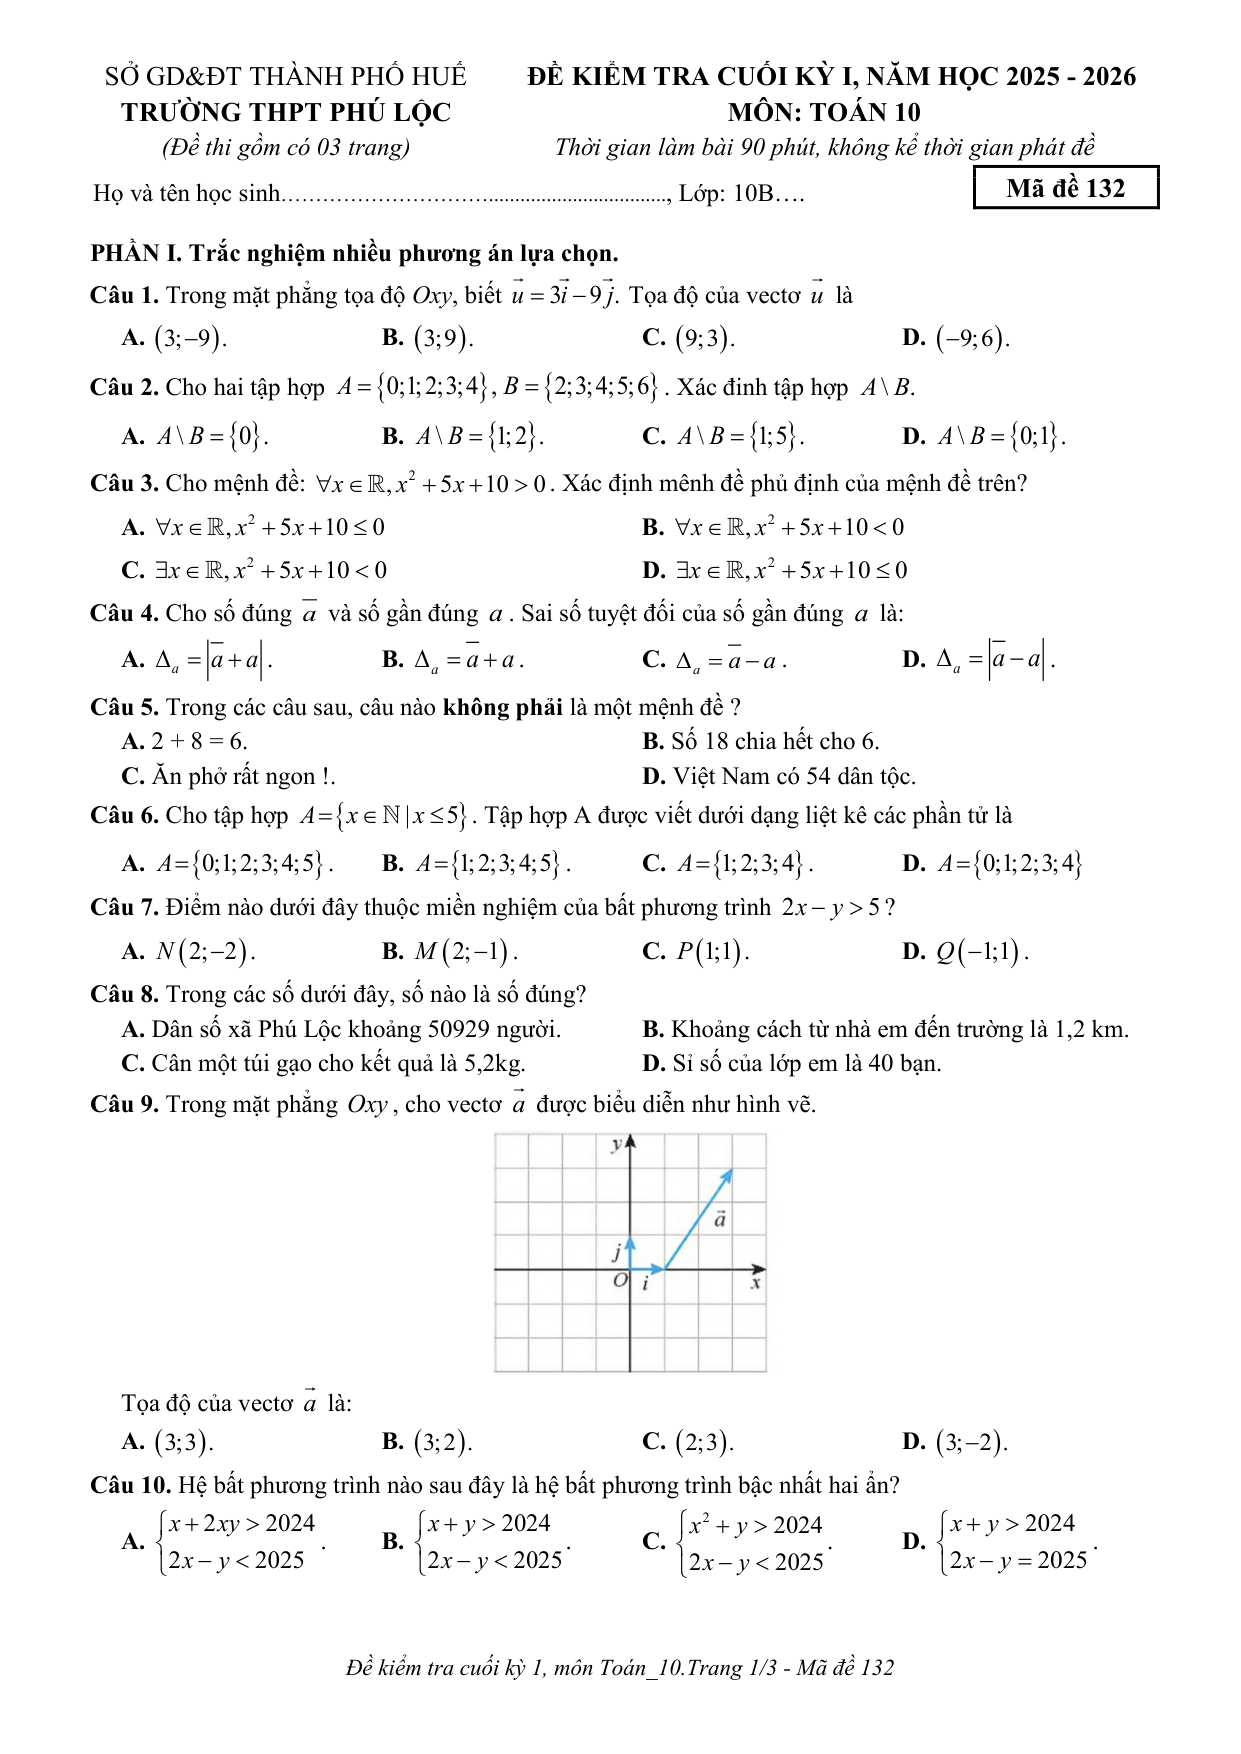 SỞ GD&ĐT THÀNH PHỐ HUẾ
TRƯỜNG THPT PHÚ LỘC
(Đề thi gồm có 03 trang)
ĐỀ KIỂM TRA CUỐI KỲ I, NĂM HỌC 2025 - 2026
MÔN: TOÁN 10
Thời gian làm bài 90 phút, không kể thời gian phát đề
Họ và tên học sinh………………………….................................., Lớp: 10B….
Mã đề 132
PHẦN I. Trắc nghiệm nhiều phương án lựa chọn.
Câu 1. Trong mặt phẳng tọa độ Oxy, biết u⃗ = 3i⃗ − 9j⃗. Tọa độ của vectơ u⃗ là
A. (3;−9). B. (3;9). C. (9;3). D. (−9;6).
Câu 2. Cho hai tập hợp A = {0;1;2;3;4}, B = {2;3;4;5;6}. Xác đinh tập hợp A \ B.
A. A \ B = {0}. B. A \ B = {1;2}. C. A \ B = {1;5}. D. A \ B = {0;1}.
Câu 3. Cho mệnh đề: ∀x ∈ ℝ, x² + 5x + 10 > 0. Xác định mênh đề phủ định của mệnh đề trên?
A. ∀x ∈ ℝ, x² + 5x + 10 ≤ 0 B. ∀x ∈ ℝ, x² + 5x + 10 < 0
C. ∃x ∈ ℝ, x² + 5x + 10 < 0 D. ∃x ∈ ℝ, x² + 5x + 10 ≤ 0
Câu 4. Cho số đúng a̅ và số gần đúng a. Sai số tuyệt đối của số gần đúng a là:
A. Δₐ = |a̅ + a|. B. Δₐ = a̅ + a. C. Δₐ = a̅ − a. D. Δₐ = |a̅ − a|.
Câu 5. Trong các câu sau, câu nào không phải là một mệnh đề ?
A. 2 + 8 = 6. B. Số 18 chia hết cho 6.
C. Ăn phở rất ngon !. D. Việt Nam có 54 dân tộc.
Câu 6. Cho tập hợp A={x ∈ ℕ | x ≤ 5}. Tập hợp A được viết dưới dạng liệt kê các phần tử là
A. A={0;1;2;3;4;5}. B. A={1;2;3;4;5}. C. A={1;2;3;4}. D. A={0;1;2;3;4}
Câu 7. Điểm nào dưới đây thuộc miền nghiệm của bất phương trình 2x − y > 5?
A. N(2;−2). B. M(2;−1). C. P(1;1). D. Q(−1;1).
Câu 8. Trong các số dưới đây, số nào là số đúng?
A. Dân số xã Phú Lộc khoảng 50929 người. B. Khoảng cách từ nhà em đến trường là 1,2 km.
C. Cân một túi gạo cho kết quả là 5,2kg. D. Sỉ số của lớp em là 40 bạn.
Câu 9. Trong mặt phẳng Oxy, cho vectơ a⃗ được biểu diễn như hình vẽ.
y
a⃗
j
O i x
Tọa độ của vectơ a⃗ là:
A. (3;3). B. (3;2). C. (2;3). D. (3;−2).
Câu 10. Hệ bất phương trình nào sau đây là hệ bất phương trình bậc nhất hai ẩn?
A. {x + 2xy > 2024 B. {x + y > 2024 C. {x² + y > 2024 D. {x + y > 2024
2x − y < 2025. 2x − y < 2025. 2x − y < 2025. 2x − y = 2025.
Đề kiểm tra cuối kỳ 1, môn Toán_10.Trang 1/3 - Mã đề 132